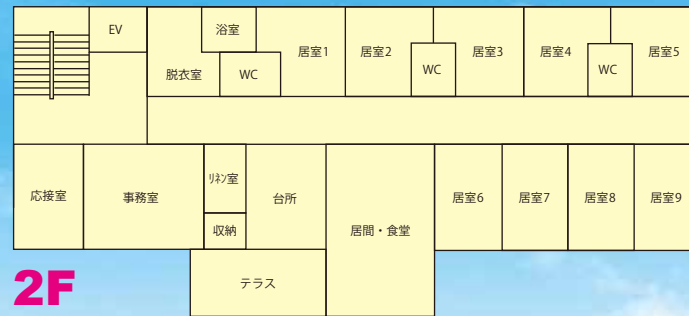 EV
浴室
脱衣室
WC
居室1
居室2
WC
居室3
居室4
WC
居室5
応接室
事務室
リネン室
収納
台所
居間・食堂
居室6
居室7
居室8
居室9
テラス
2F